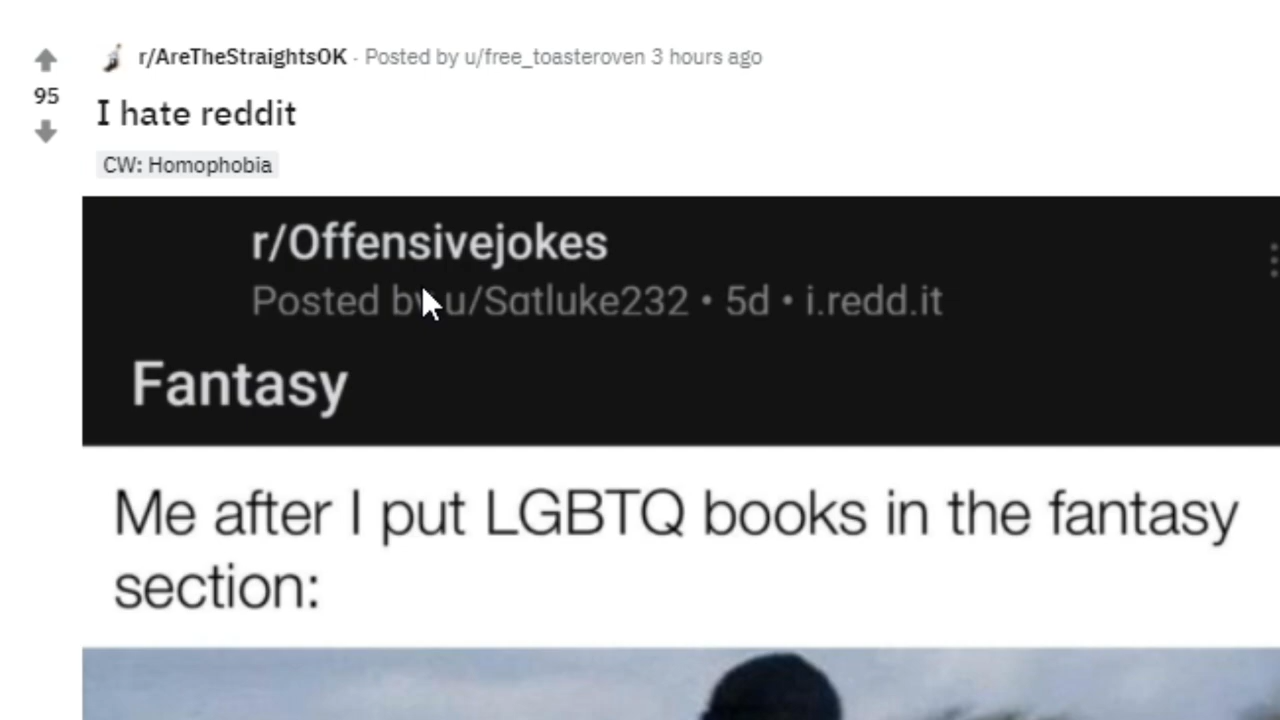 r/AreTheStraightsOK · Posted by u/free_toasteroven 3 hours ago
95
I hate reddit
CW: Homophobia
r/Offensivejokes
Posted by u/Satluke232 • 5d • i.redd.it
Fantasy
Me after I put LGBTQ books in the fantasy
section: